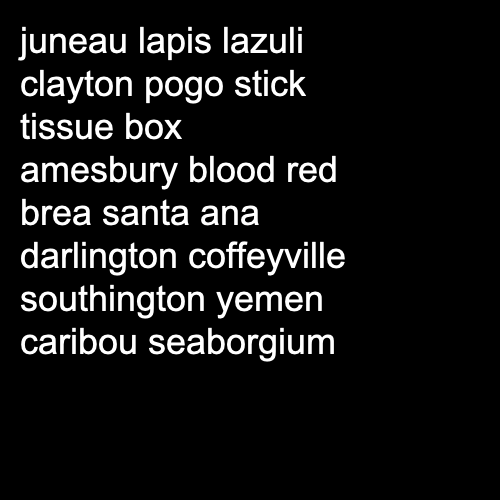 juneau lapis lazuli
clayton pogo stick
tissue box
amesbury blood red
brea santa ana
darlington coffeyville
southington yemen
caribou seaborgium